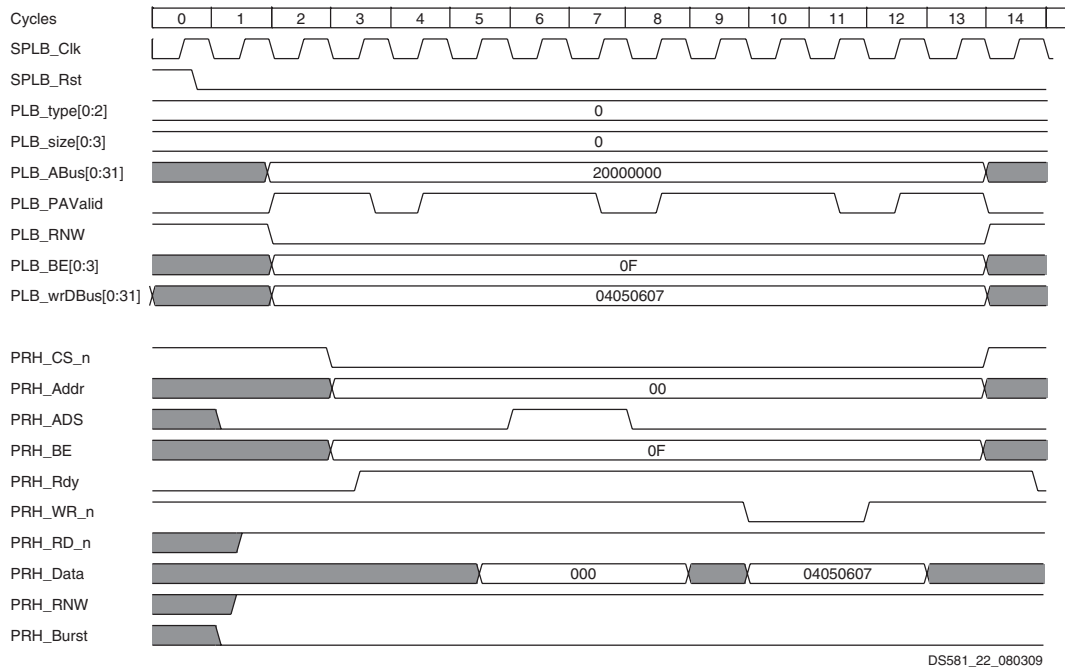 Cycles 0 1 2 3 4 5 6 7 8 9 10 11 12 13 14
SPLB_Clk
SPLB_Rst
PLB_type[0:2] 0
PLB_size[0:3] 0
PLB_ABus[0:31] 20000000
PLB_PAValid
PLB_RNW
PLB_BE[0:3] 0F
PLB_wrDBus[0:31] 04050607
PRH_CS_n
PRH_Addr 00
PRH_ADS
PRH_BE 0F
PRH_Rdy
PRH_WR_n
PRH_RD_n
PRH_Data 000 04050607
PRH_RNW
PRH_Burst
DS581_22_080309